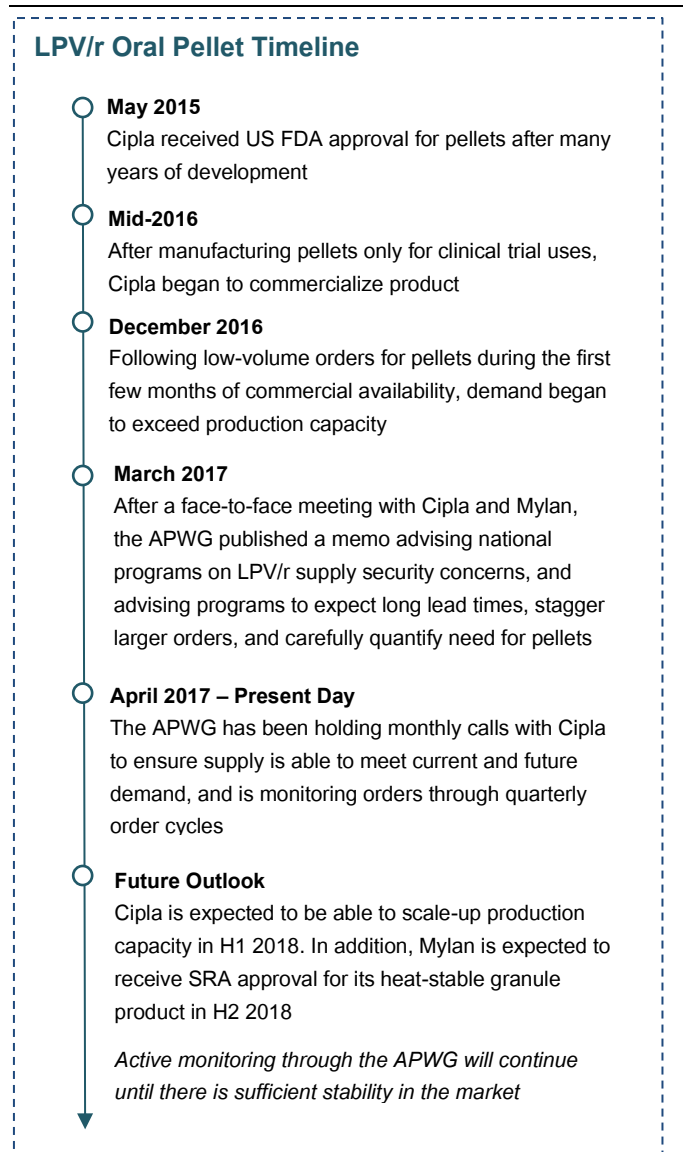 LPV/r Oral Pellet Timeline
May 2015
Cipla received US FDA approval for pellets after many
years of development
Mid-2016
After manufacturing pellets only for clinical trial uses,
Cipla began to commercialize product
December 2016
Following low-volume orders for pellets during the first
few months of commercial availability, demand began
to exceed production capacity
March 2017
After a face-to-face meeting with Cipla and Mylan,
the APWG published a memo advising national
programs on LPV/r supply security concerns, and
advising programs to expect long lead times, stagger
larger orders, and carefully quantify need for pellets
April 2017 – Present Day
The APWG has been holding monthly calls with Cipla
to ensure supply is able to meet current and future
demand, and is monitoring orders through quarterly
order cycles
Future Outlook
Cipla is expected to be able to scale-up production
capacity in H1 2018. In addition, Mylan is expected to
receive SRA approval for its heat-stable granule
product in H2 2018
Active monitoring through the APWG will continue
until there is sufficient stability in the market